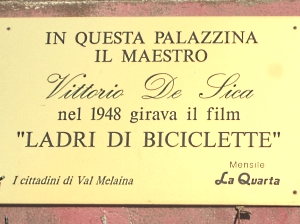 IN QUESTA PALAZZINA
IL MAESTRO
Vittorio De Sica
nel 1948 girava il film
"LADRI DI BICICLETTE"
Mensile
I cittadini di Val Melaina La Quarta